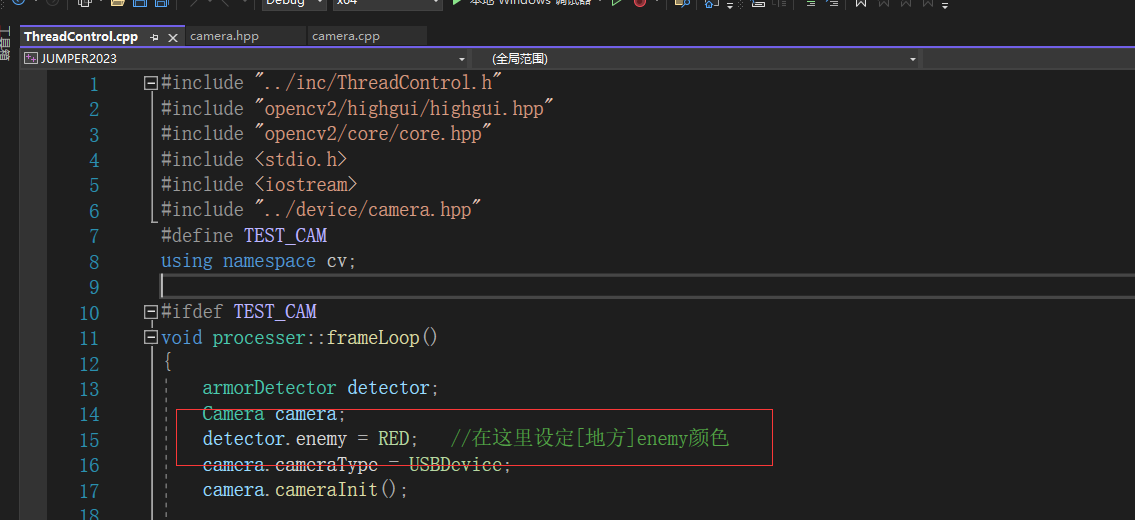 Debug x64 本地 Windows 调试器
工具箱
ThreadControl.cpp camera.hpp camera.cpp
JUMPER2023 (全局范围)
1 #include "../inc/ThreadControl.h"
2 #include "opencv2/highgui/highgui.hpp"
3 #include "opencv2/core/core.hpp"
4 #include <stdio.h>
5 #include <iostream>
6 #include "../device/camera.hpp"
7 #define TEST_CAM
8 using namespace cv;
9
10 #ifdef TEST_CAM
11 void processer::frameLoop()
12 {
13 armorDetector detector;
14 Camera camera;
15 detector.enemy = RED; //在这里设定[地方]enemy颜色
16 camera.cameraType = USBDevice;
17 camera.cameraInit();
18